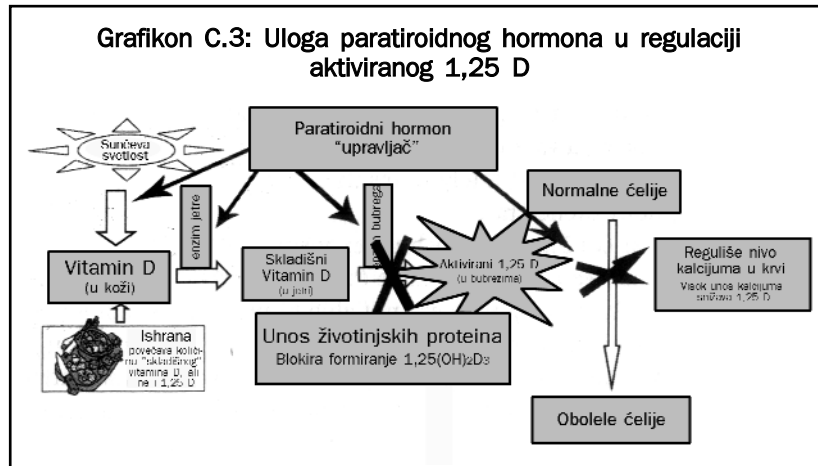 Grafikon C.3: Uloga paratiroidnog hormona u regulaciji
aktiviranog 1,25 D
Sunčeva
svetlost
Paratiroidni hormon
"upravljač"
Normalne ćelije
enzim jetre
bubrega
Vitamin D
(u koži)
Skladišni
Vitamin D
(u jetri)
Aktivirani 1,25 D
(u bubrezima)
Reguliše nivo
kalcijuma u krvi
Visok unos kalcijuma
snižava 1,25 D
Ishrana
povećava količi-
nu "skladišnog"
vitamina D, ali
ne i 1,25 D
Unos životinjskih proteina
Blokira formiranje 1,25(OH)₂D₃
Obolele ćelije